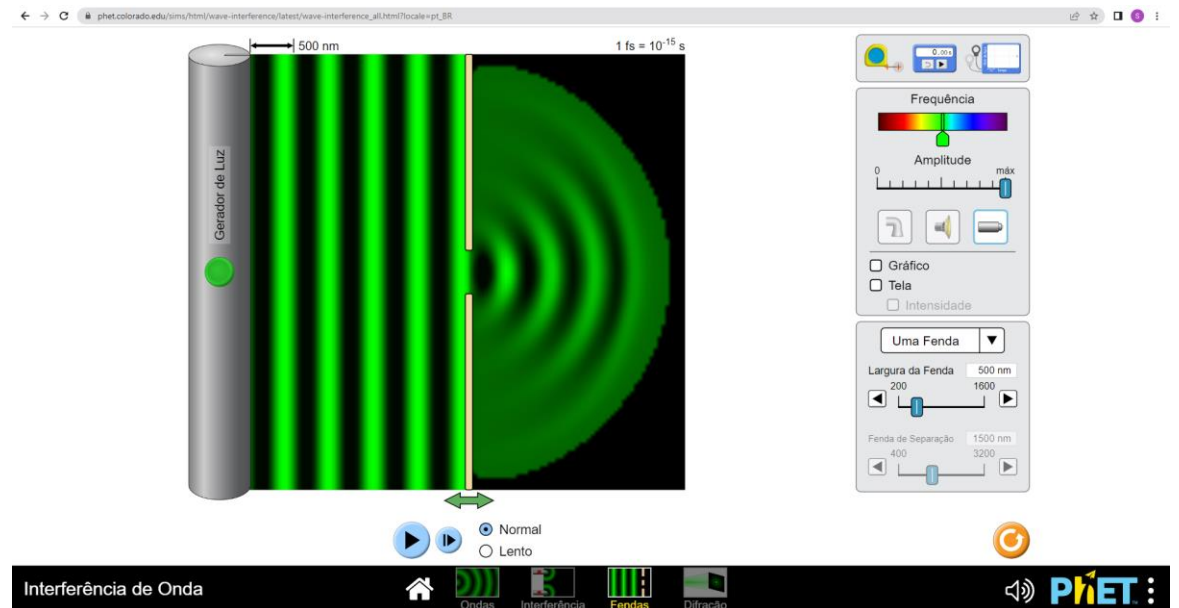 phet.colorado.edu/sims/html/wave-interference/latest/wave-interference_all.html?locale=pt_BR
S
500 nm
1 fs = 10⁻¹⁵ s
Gerador de Luz
0,00 s
Frequência
Amplitude
0
máx
Gráfico
Tela
Intensidade
Uma Fenda
Largura da Fenda 500 nm
200 1600
Fenda de Separação 1500 nm
400 3200
Normal
Lento
Interferência de Onda
Ondas
Interferência
Fendas
Difração
PhET